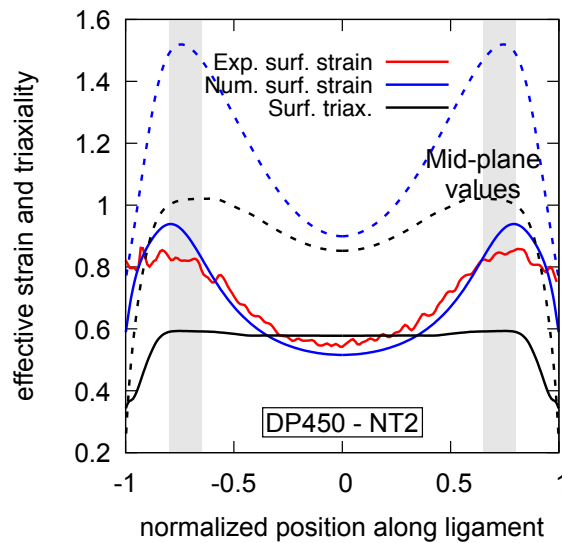 1.6
1.4
1.2
1
0.8
0.6
0.4
0.2
effective strain and triaxiality
Exp. surf. strain
Num. surf. strain
Surf. triax.
Mid-plane
values
DP450 - NT2
-1 -0.5 0 0.5 1
normalized position along ligament